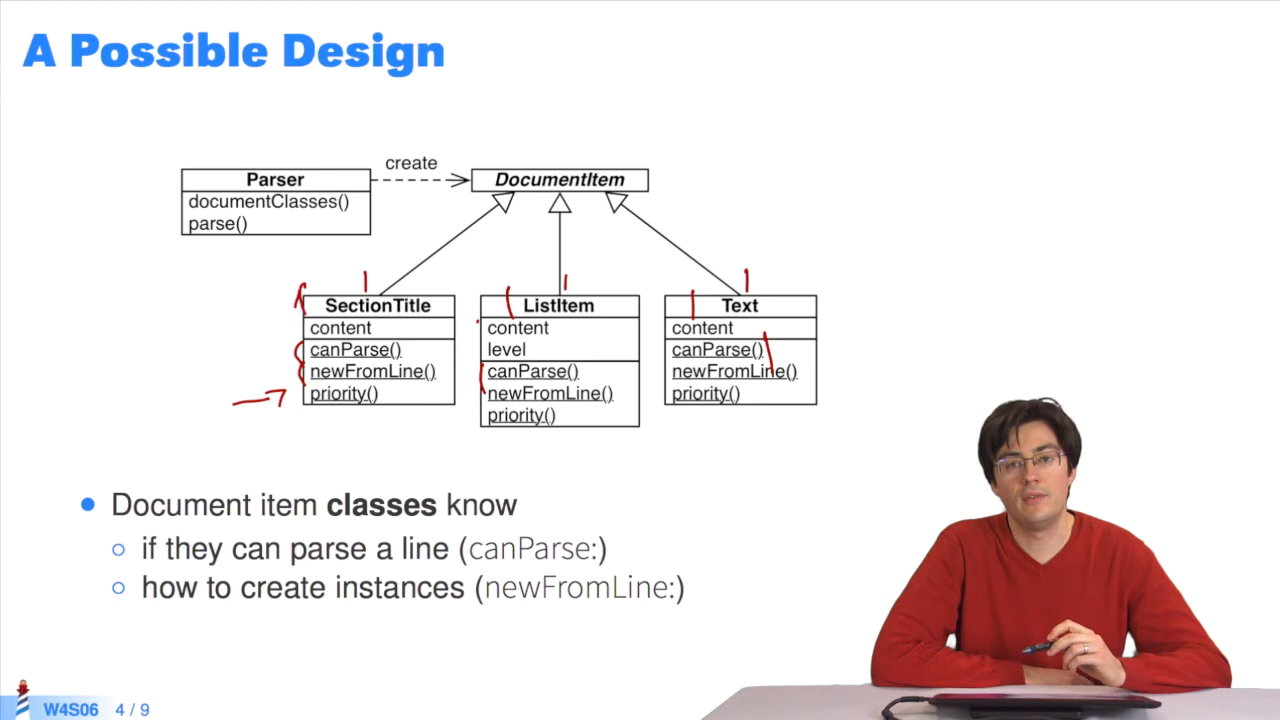 A Possible Design
create
Parser
documentClasses()
parse()
DocumentItem
SectionTitle
content
canParse()
newFromLine()
priority()
ListItem
content
level
canParse()
newFromLine()
priority()
Text
content
canParse()
newFromLine()
priority()
Document item classes know
if they can parse a line (canParse:)
how to create instances (newFromLine:)
W4S06 4 / 9